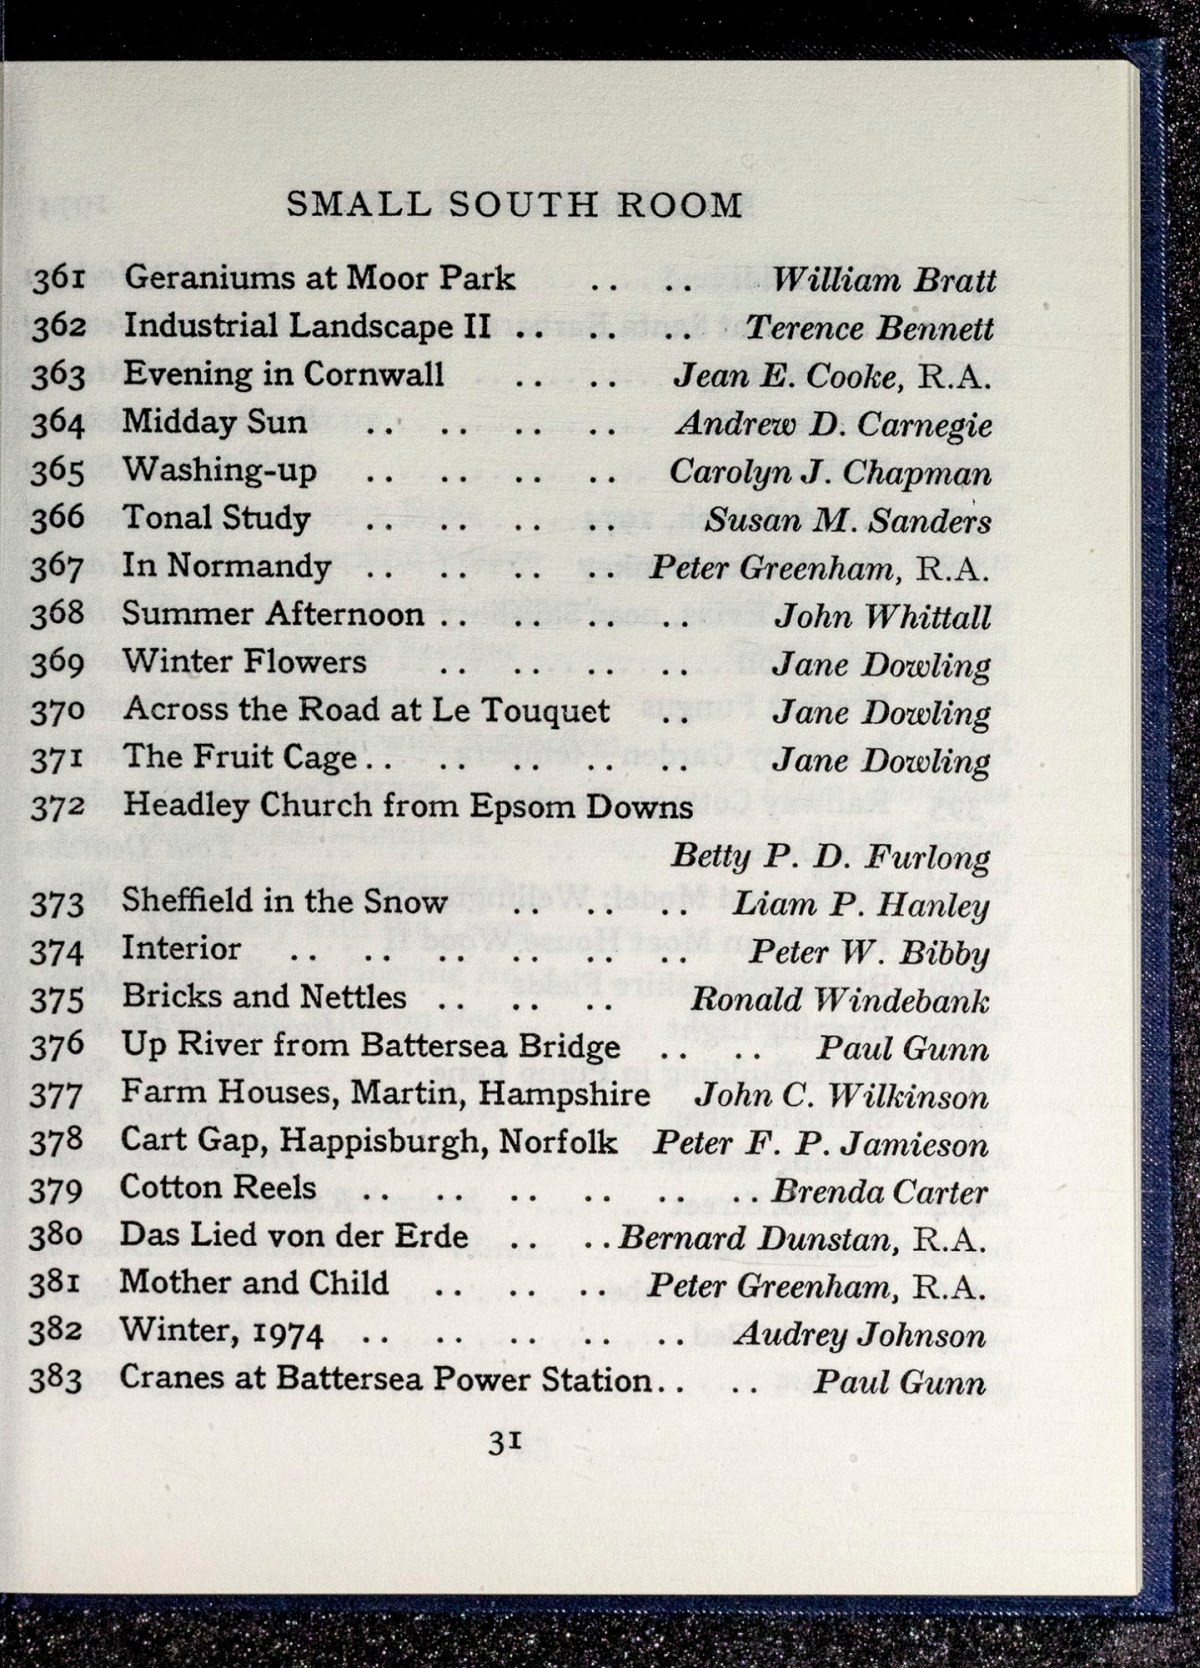 SMALL SOUTH ROOM
361 Geraniums at Moor Park .. .. William Bratt
362 Industrial Landscape II .. .. .. Terence Bennett
363 Evening in Cornwall .. .. Jean E. Cooke, R.A.
364 Midday Sun .. .. .. .. Andrew D. Carnegie
365 Washing-up .. .. .. .. Carolyn J. Chapman
366 Tonal Study .. .. .. .. Susan M. Sanders
367 In Normandy .. .. .. .. Peter Greenham, R.A.
368 Summer Afternoon .. .. .. .. John Whittall
369 Winter Flowers .. .. .. .. Jane Dowling
370 Across the Road at Le Touquet .. Jane Dowling
371 The Fruit Cage .. .. .. .. .. Jane Dowling
372 Headley Church from Epsom Downs
Betty P. D. Furlong
373 Sheffield in the Snow .. .. .. Liam P. Hanley
374 Interior .. .. .. .. .. .. Peter W. Bibby
375 Bricks and Nettles .. .. .. Ronald Windebank
376 Up River from Battersea Bridge .. .. Paul Gunn
377 Farm Houses, Martin, Hampshire John C. Wilkinson
378 Cart Gap, Happisburgh, Norfolk Peter F. P. Jamieson
379 Cotton Reels .. .. .. .. .. .. Brenda Carter
380 Das Lied von der Erde .. .. Bernard Dunstan, R.A.
381 Mother and Child .. .. .. Peter Greenham, R.A.
382 Winter, 1974 .. .. .. .. .. Audrey Johnson
383 Cranes at Battersea Power Station .. .. Paul Gunn
31